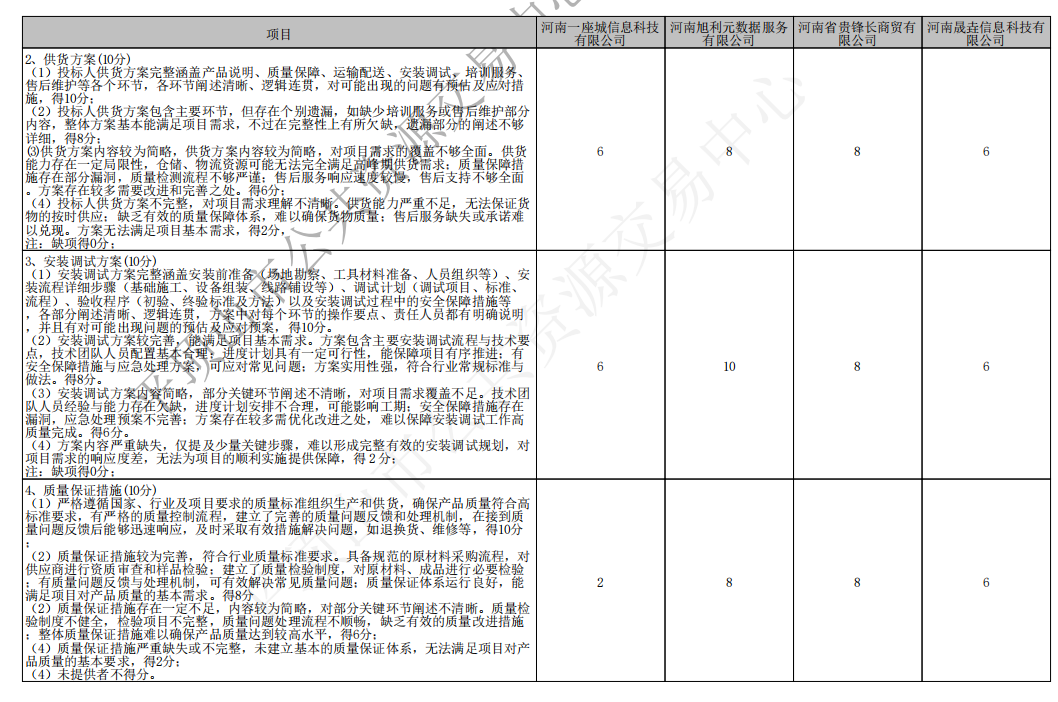 项目
河南一座城信息科技
有限公司
河南旭利元数据服务
有限公司
河南省贵锋长商贸有
限公司
河南晟垚信息科技有
限公司
2、供货方案(10分)
（1）投标人供货方案完整涵盖产品说明、质量保障、运输配送、安装调试、培训服务、
售后维护等各个环节，各环节阐述清晰、逻辑连贯，对可能出现的问题有预估及应对措
施，得10分；
（2）投标人供货方案包含主要环节，但存在个别遗漏，如缺少培训服务或售后维护部分
内容，整体方案基本能满足项目需求，不过在完整性上有所欠缺，遗漏部分的阐述不够
详细，得8分；
⑶供货方案内容较为简略，供货方案内容较为简略，对项目需求的覆盖不够全面。供货
能力存在一定局限性，仓储、物流资源可能无法完全满足高峰期供货需求；质量保障措
施存在部分漏洞，质量检测流程不够严谨；售后服务响应速度较慢，售后支持不够全面
。方案存在较多需要改进和完善之处。得6分；
（4）投标人供货方案不完整，对项目需求理解不清晰。供货能力严重不足，无法保证货
物的按时供应；缺乏有效的质量保障体系，难以确保货物质量；售后服务缺失或承诺难
以兑现。方案无法满足项目基本需求，得2分，
注：缺项得0分；
6
8
8
6
3、安装调试方案(10分)
（1）安装调试方案完整涵盖安装前准备（场地勘察、工具材料准备、人员组织等）、安
装流程详细步骤（基础施工、设备组装、线路铺设等）、调试计划（调试项目、标准、
流程）、验收程序（初验、终验标准及方法）以及安装调试过程中的安全保障措施等
，各部分阐述清晰、逻辑连贯，方案中对每个环节的操作要点、责任人员都有明确说明
，并且有对可能出现问题的预估及应对预案，得10分。
（2）安装调试方案较完善，能满足项目基本需求。方案包含主要安装调试流程与技术要
点，技术团队人员配置基本合理；进度计划具有一定可行性，能保障项目有序推进；有
安全保障措施与应急处理方案，可应对常见问题；方案实用性强，符合行业常规标准与
做法。得8分。
（3）安装调试方案内容简略，部分关键环节阐述不清晰，对项目需求覆盖不足。技术团
队人员经验与能力存在欠缺，进度计划安排不合理，可能影响工期；安全保障措施存在
漏洞，应急处理预案不完善；方案存在较多需优化改进之处，难以保障安装调试工作高
质量完成。得6分。
（4）方案内容严重缺失，仅提及少量关键步骤，难以形成完整有效的安装调试规划，对
项目需求的响应度差，无法为项目的顺利实施提供保障，得 2 分；
注：缺项得0分；
6
10
8
6
4、质量保证措施(10分)
（1）严格遵循国家、行业及项目要求的质量标准组织生产和供货，确保产品质量符合高
标准要求，有严格的质量控制流程，建立了完善的质量问题反馈和处理机制，在接到质
量问题反馈后能够迅速响应，及时采取有效措施解决问题，如退换货、维修等，得10分
；
（2）质量保证措施较为完善，符合行业质量标准要求。具备规范的原材料采购流程，对
供应商进行资质审查和样品检验；建立了质量检验制度，对原材料、成品进行必要检验
；有质量问题反馈与处理机制，可有效解决常见质量问题；质量保证体系运行良好，能
满足项目对产品质量的基本需求。得8分
（2）质量保证措施存在一定不足，内容较为简略，对部分关键环节阐述不清晰。质量检
验制度不健全，检验项目不完整，质量问题处理流程不顺畅，缺乏有效的质量改进措施
；整体质量保证措施难以确保产品质量达到较高水平，得6分；
（4）质量保证措施严重缺失或不完整，未建立基本的质量保证体系，无法满足项目对产
品质量的基本要求，得2分；
（4）未提供者不得分。
2
8
8
6
平顶山市公共资源交易中心